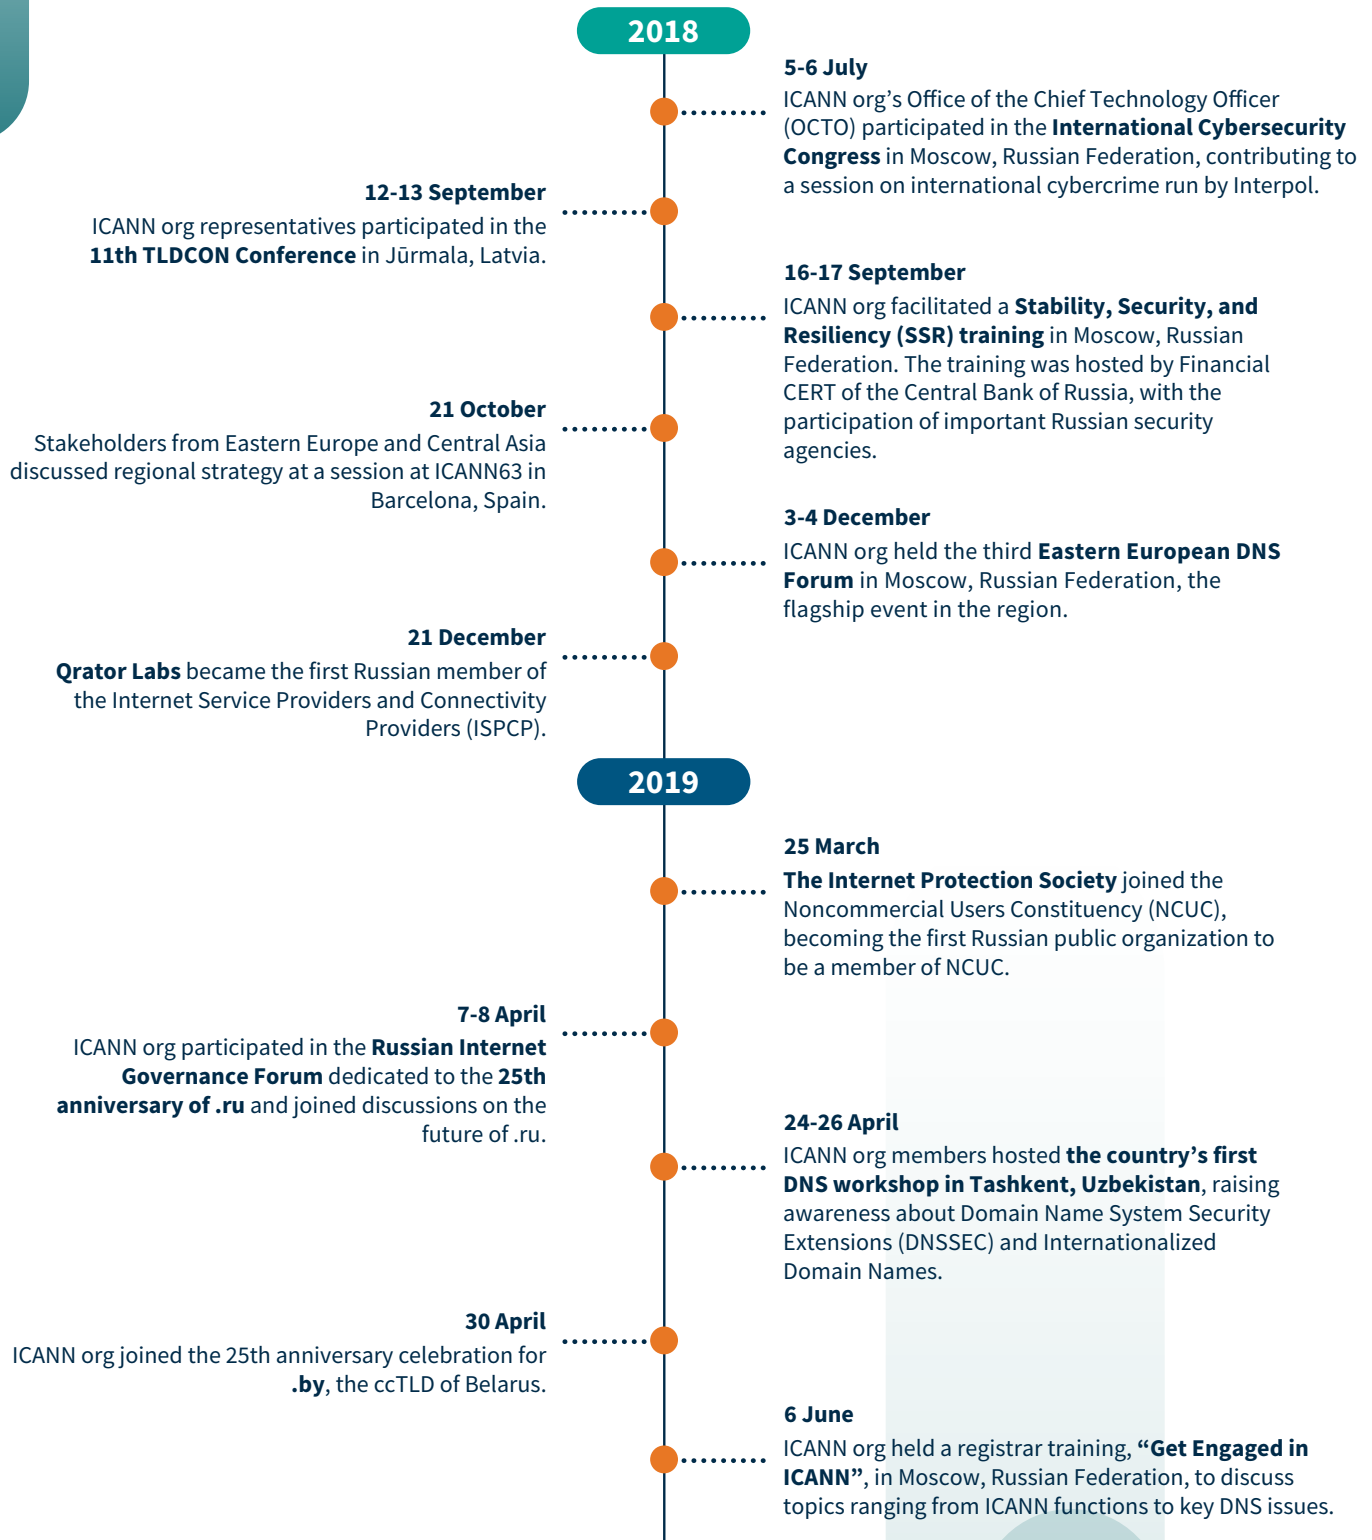 2018
5-6 July
ICANN org’s Office of the Chief Technology Officer
(OCTO) participated in the International Cybersecurity
Congress in Moscow, Russian Federation, contributing to
a session on international cybercrime run by Interpol.
12-13 September
ICANN org representatives participated in the
11th TLDCON Conference in Jūrmala, Latvia.
16-17 September
ICANN org facilitated a Stability, Security, and
Resiliency (SSR) training in Moscow, Russian
Federation. The training was hosted by Financial
CERT of the Central Bank of Russia, with the
participation of important Russian security
agencies.
21 October
Stakeholders from Eastern Europe and Central Asia
discussed regional strategy at a session at ICANN63 in
Barcelona, Spain.
3-4 December
ICANN org held the third Eastern European DNS
Forum in Moscow, Russian Federation, the
flagship event in the region.
21 December
Qrator Labs became the first Russian member of
the Internet Service Providers and Connectivity
Providers (ISPCP).
2019
25 March
The Internet Protection Society joined the
Noncommercial Users Constituency (NCUC),
becoming the first Russian public organization to
be a member of NCUC.
7-8 April
ICANN org participated in the Russian Internet
Governance Forum dedicated to the 25th
anniversary of .ru and joined discussions on the
future of .ru.
24-26 April
ICANN org members hosted the country’s first
DNS workshop in Tashkent, Uzbekistan, raising
awareness about Domain Name System Security
Extensions (DNSSEC) and Internationalized
Domain Names.
30 April
ICANN org joined the 25th anniversary celebration for
.by, the ccTLD of Belarus.
6 June
ICANN org held a registrar training, “Get Engaged in
ICANN”, in Moscow, Russian Federation, to discuss
topics ranging from ICANN functions to key DNS issues.